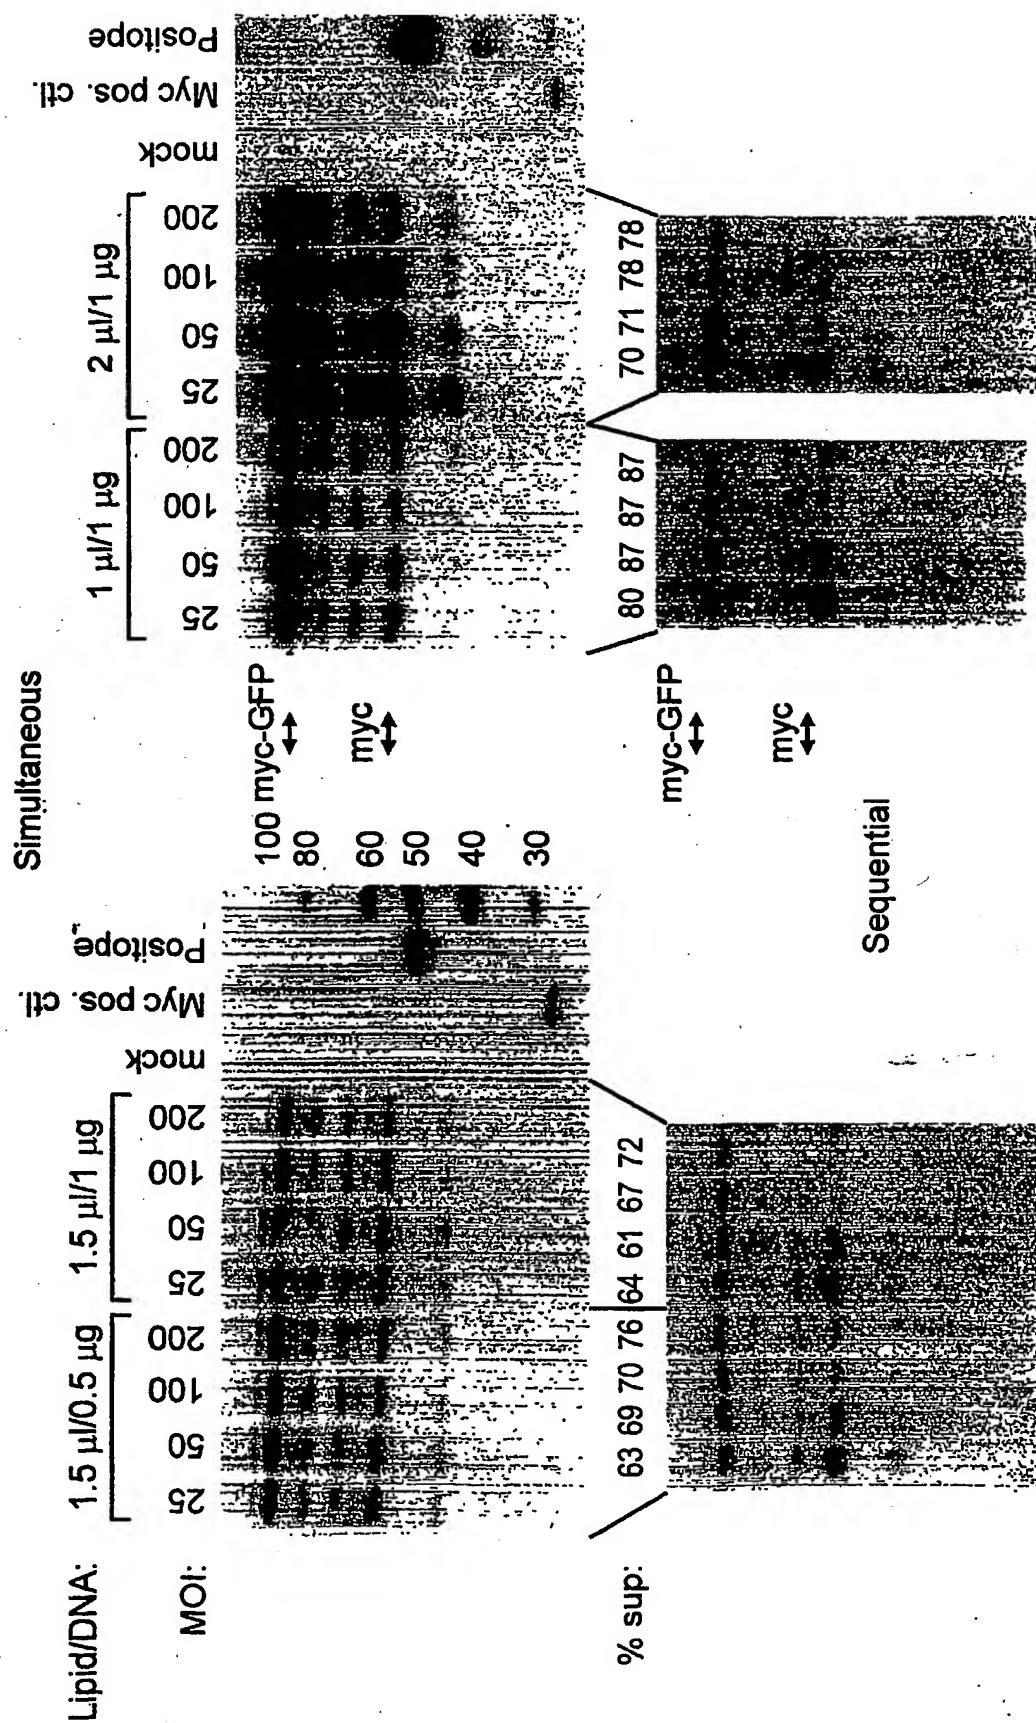 Simultaneous
Lipid/DNA: 1.5 µl/0.5 µg 1.5 µl/1 µg 1 µl/1 µg 2 µl/1 µg
MOI: 25 50 100 200 25 50 100 200 mock Myc pos. ctl. Positope 25 50 100 200 25 50 100 200 mock Myc pos. ctl. Positope
100 myc-GFP
80
60 myc
50
40
30
% sup: 63 69 70 76 64 61 67 72 80 87 87 87 70 71 78 78
myc-GFP
myc
Sequential